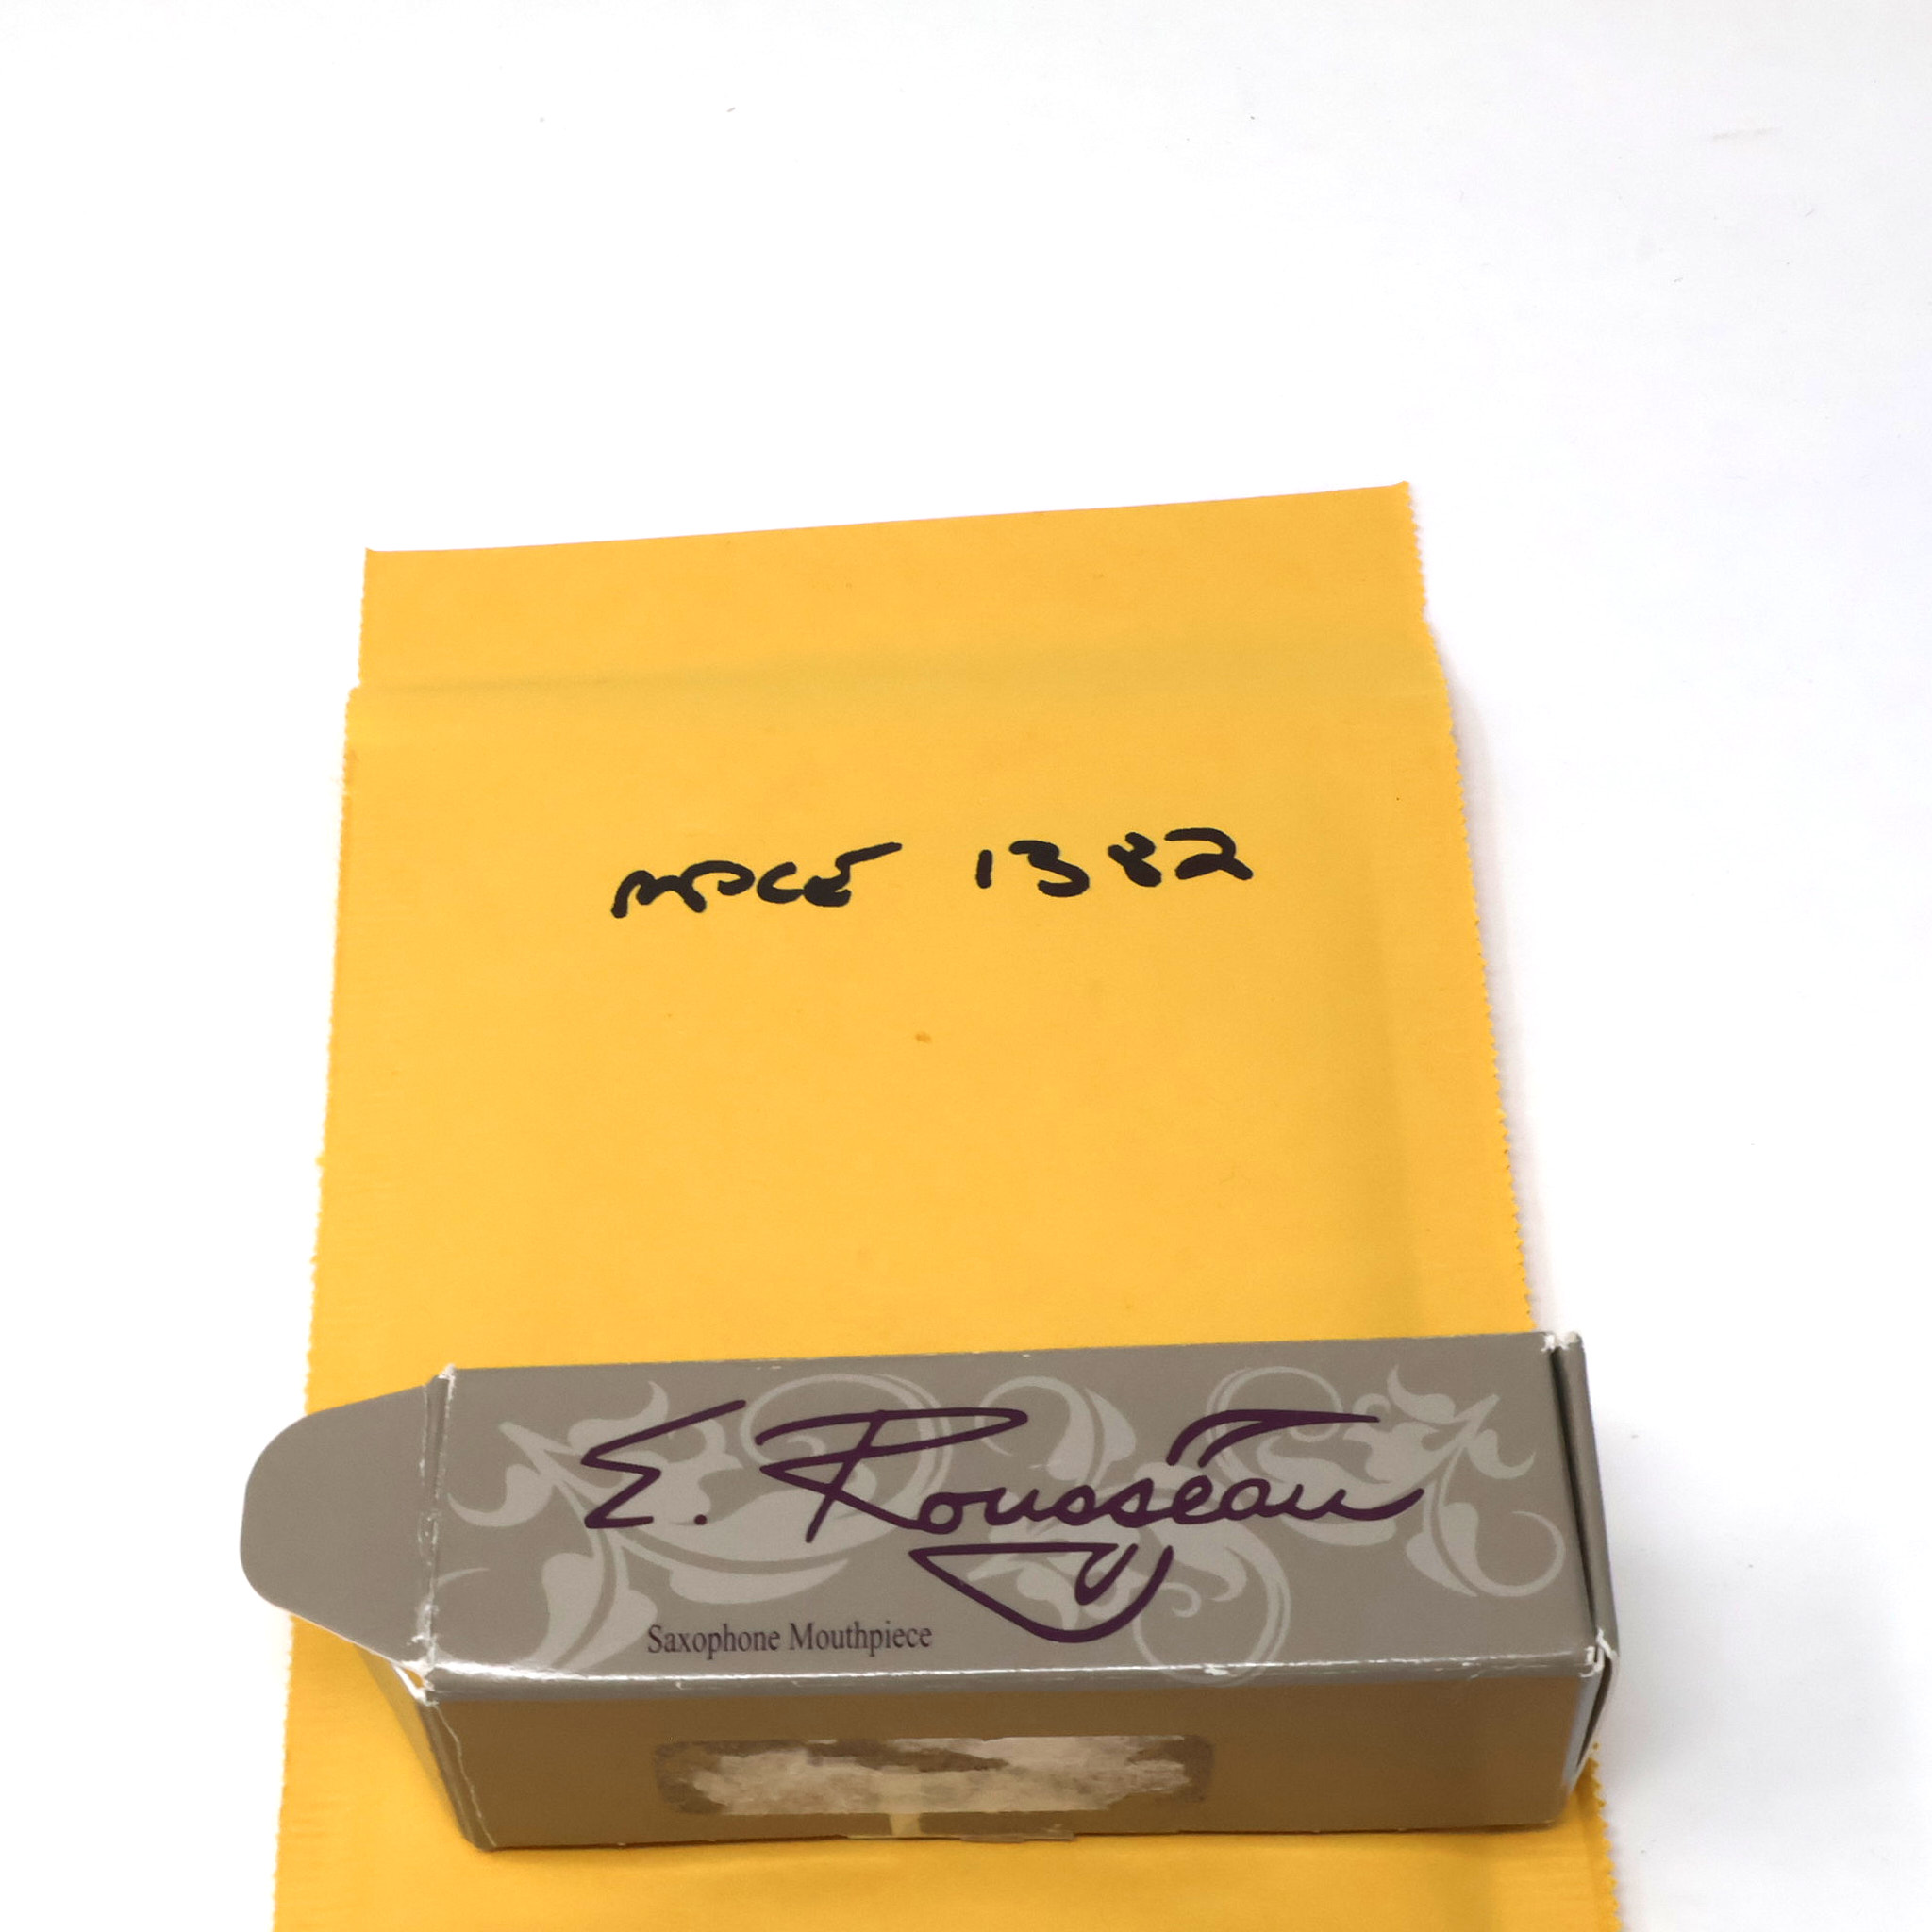 MPCE 1382
E. Rousseau
Saxophone Mouthpiece